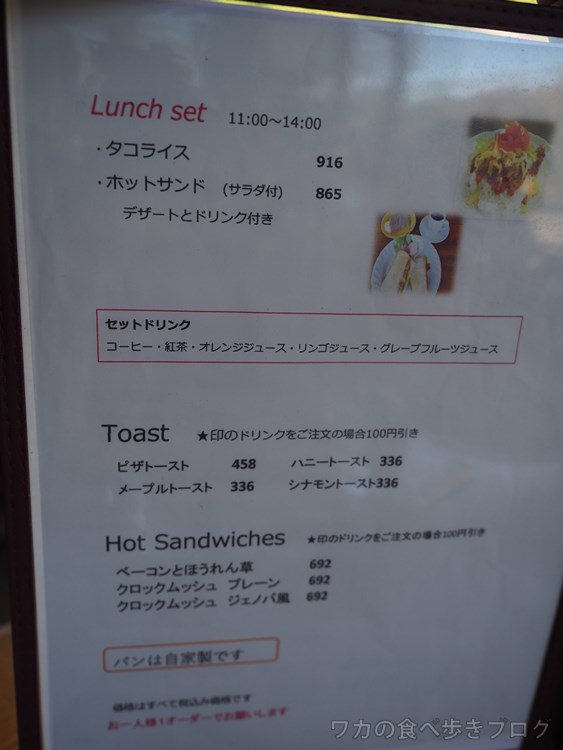 Lunch set 11:00～14:00
・タコライス 916
・ホットサンド (サラダ付) 865
デザートとドリンク付き
セットドリンク
コーヒー・紅茶・オレンジジュース・リンゴジュース・グレープフルーツジュース
Toast ★印のドリンクをご注文の場合100円引き
ピザトースト 458 ハニートースト 336
メープルトースト 336 シナモントースト336
Hot Sandwiches ★印のドリンクをご注文の場合100円引き
ベーコンとほうれん草 692
クロックムッシュ プレーン 692
クロックムッシュ ジェノバ風 692
パンは自家製です
価格はすべて税込み価格です
お一人様1オーダーでお願いします
ワカの食べ歩きブログ